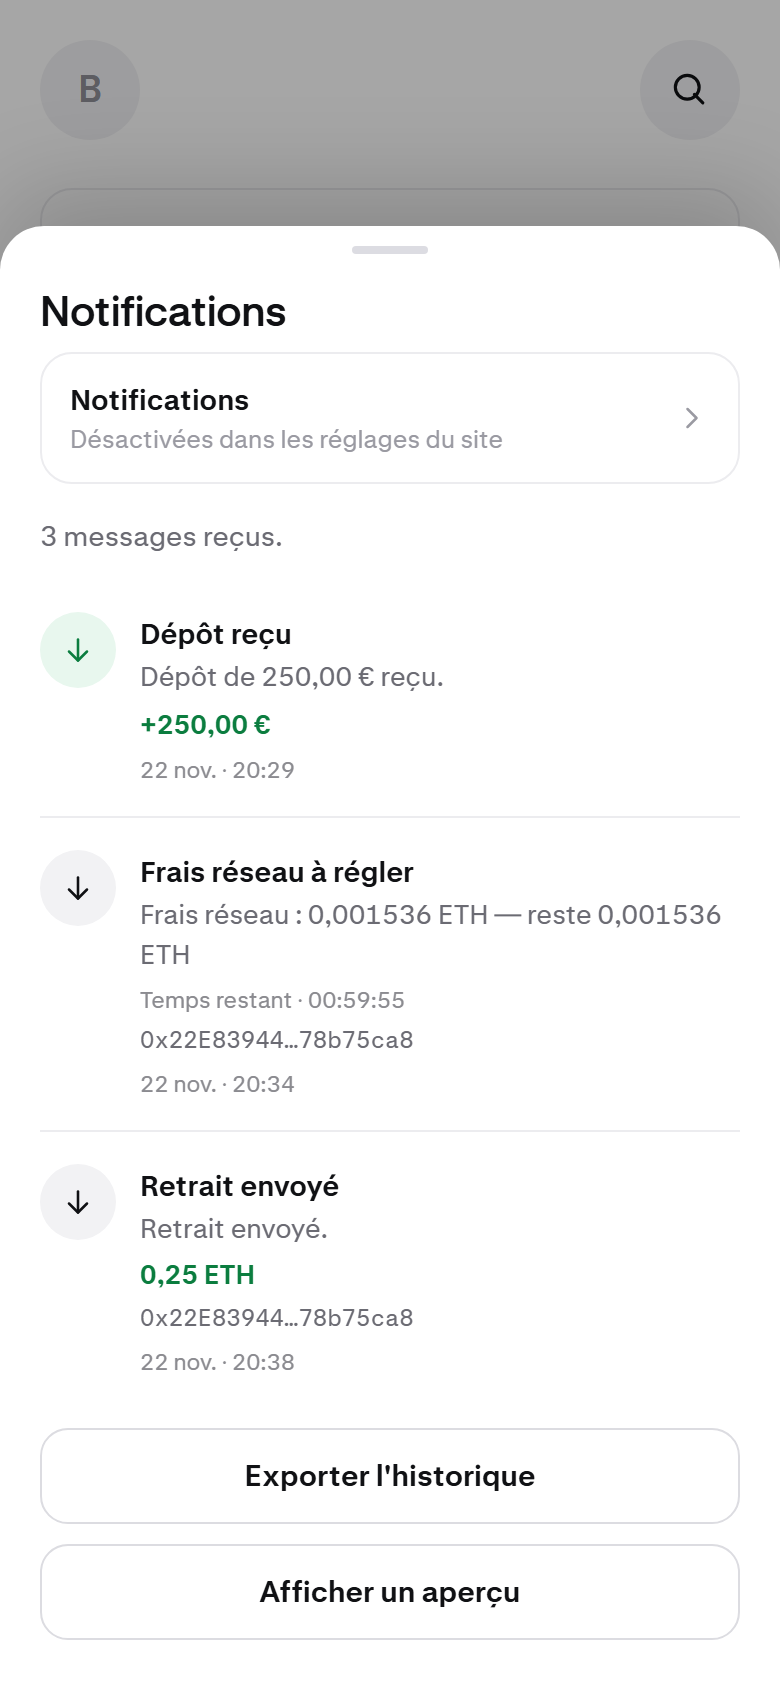 B
Notifications
Notifications
Désactivées dans les réglages du site
3 messages reçus.
Dépôt reçu
Dépôt de 250,00 € reçu.
+250,00 €
22 nov. · 20:29
Frais réseau à régler
Frais réseau : 0,001536 ETH — reste 0,001536
ETH
Temps restant · 00:59:55
0x22E83944…78b75ca8
22 nov. · 20:34
Retrait envoyé
Retrait envoyé.
0,25 ETH
0x22E83944…78b75ca8
22 nov. · 20:38
Exporter l'historique
Afficher un aperçu